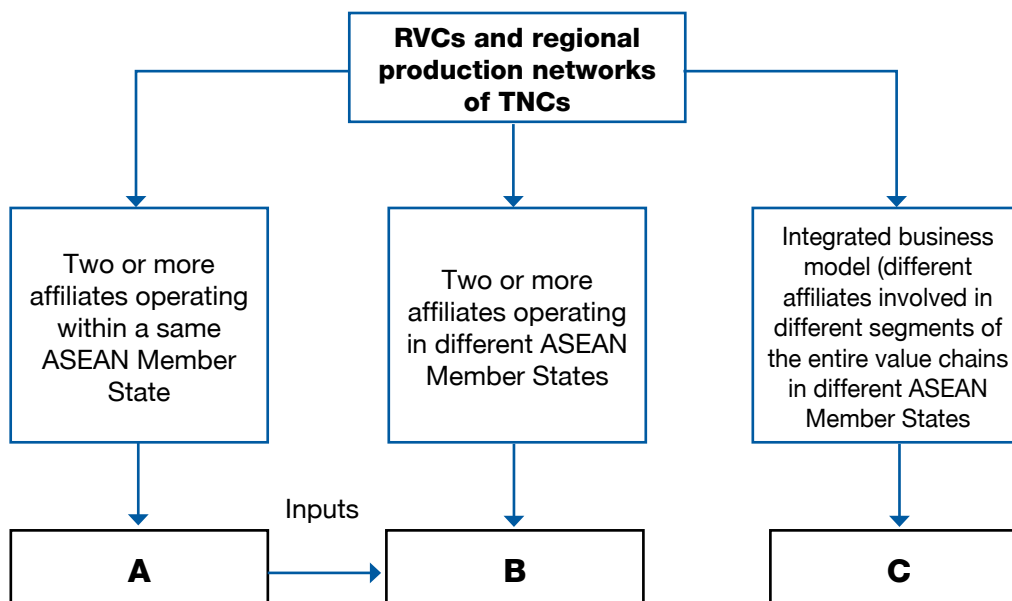 RVCs and regional
production networks
of TNCs
Two or more
affiliates operating
within a same
ASEAN Member
State
Two or more
affiliates operating
in different ASEAN
Member States
Integrated business
model (different
affiliates involved in
different segments of
the entire value chains
in different ASEAN
Member States
Inputs
A
B
C